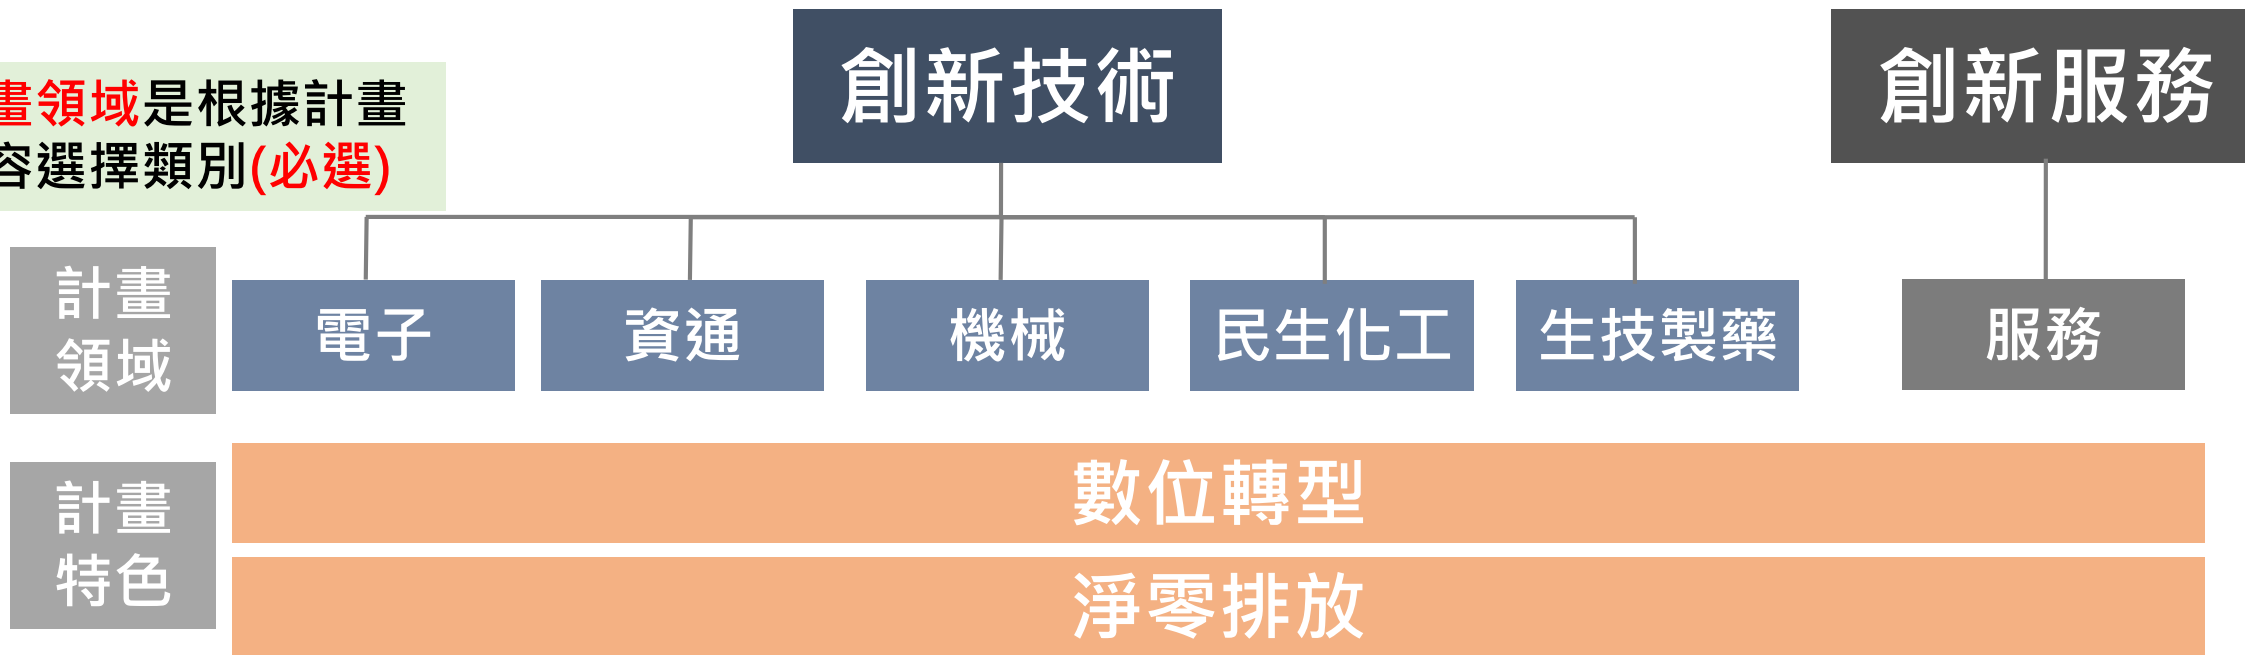 創新技術
創新服務
畫領域是根據計畫
容選擇類別(必選)
計畫
領域
電子
資通
機械
民生化工
生技製藥
服務
計畫
特色
數位轉型
淨零排放